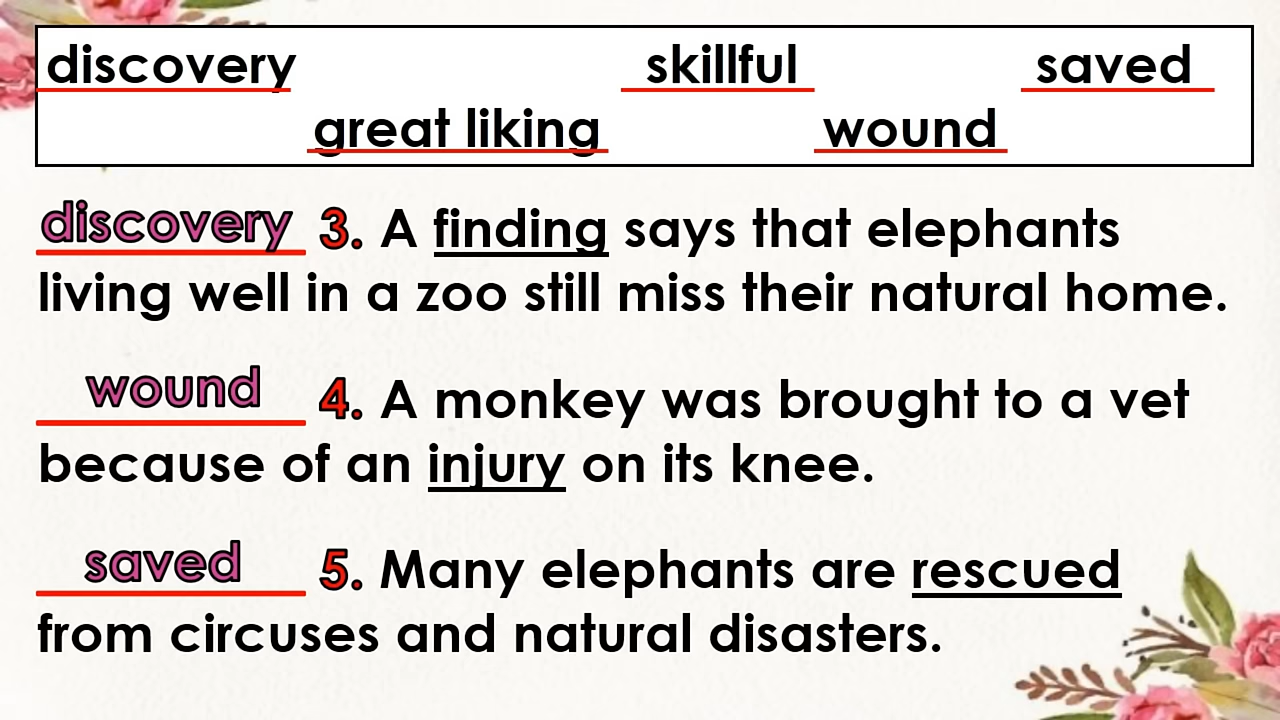 discovery skillful saved
great liking wound
discovery 3. A finding says that elephants
living well in a zoo still miss their natural home.
wound 4. A monkey was brought to a vet
because of an injury on its knee.
saved 5. Many elephants are rescued
from circuses and natural disasters.